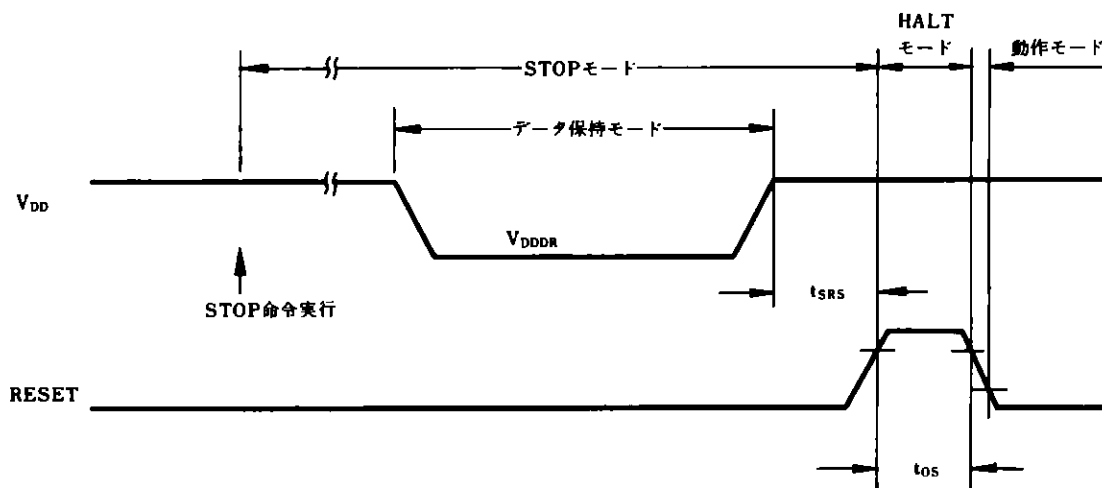 HALT
モード
動作モード
STOPモード
データ保持モード
VDD
VDDDR
STOP命令実行
tSRS
RESET
tOS